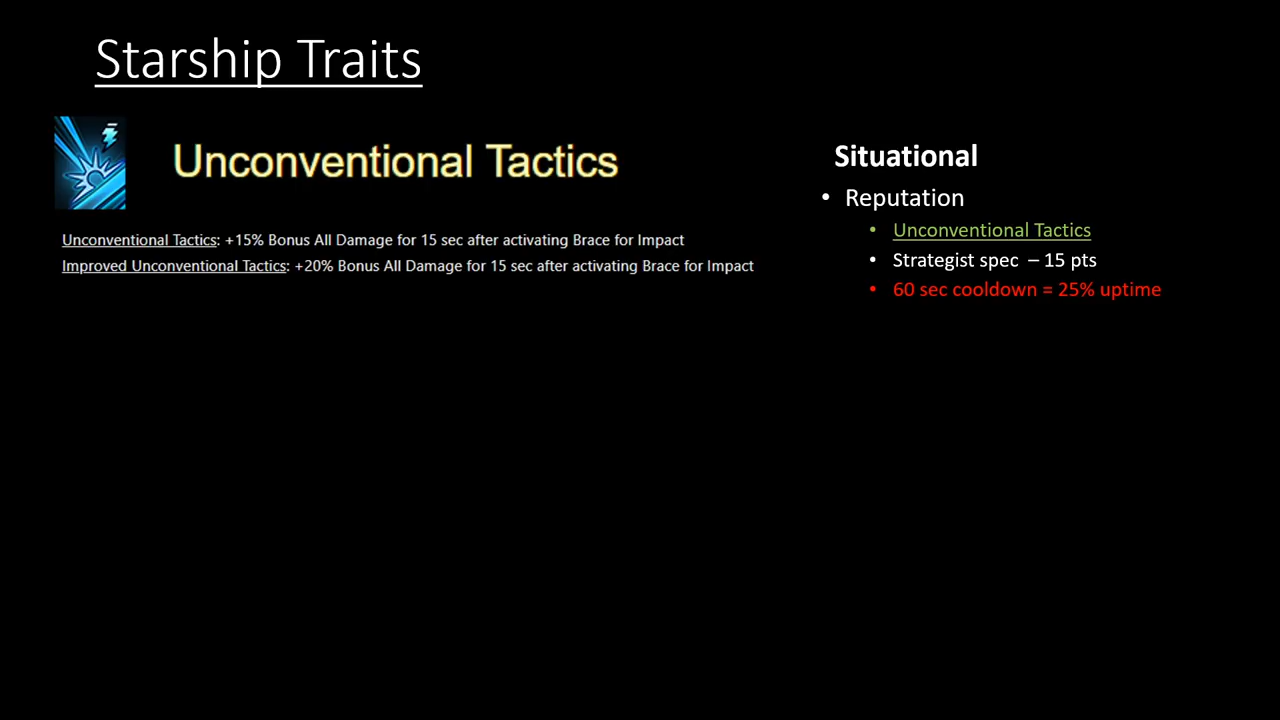 Starship Traits
Unconventional Tactics
Unconventional Tactics: +15% Bonus All Damage for 15 sec after activating Brace for Impact
Improved Unconventional Tactics: +20% Bonus All Damage for 15 sec after activating Brace for Impact
Situational
• Reputation
• Unconventional Tactics
• Strategist spec – 15 pts
• 60 sec cooldown = 25% uptime